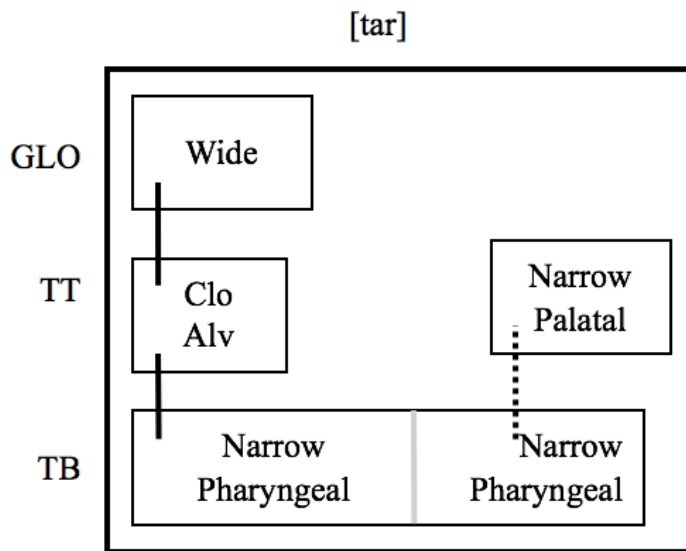 [tar]
GLO
Wide
TT
Clo
Alv
Narrow
Palatal
TB
Narrow
Pharyngeal
Narrow
Pharyngeal